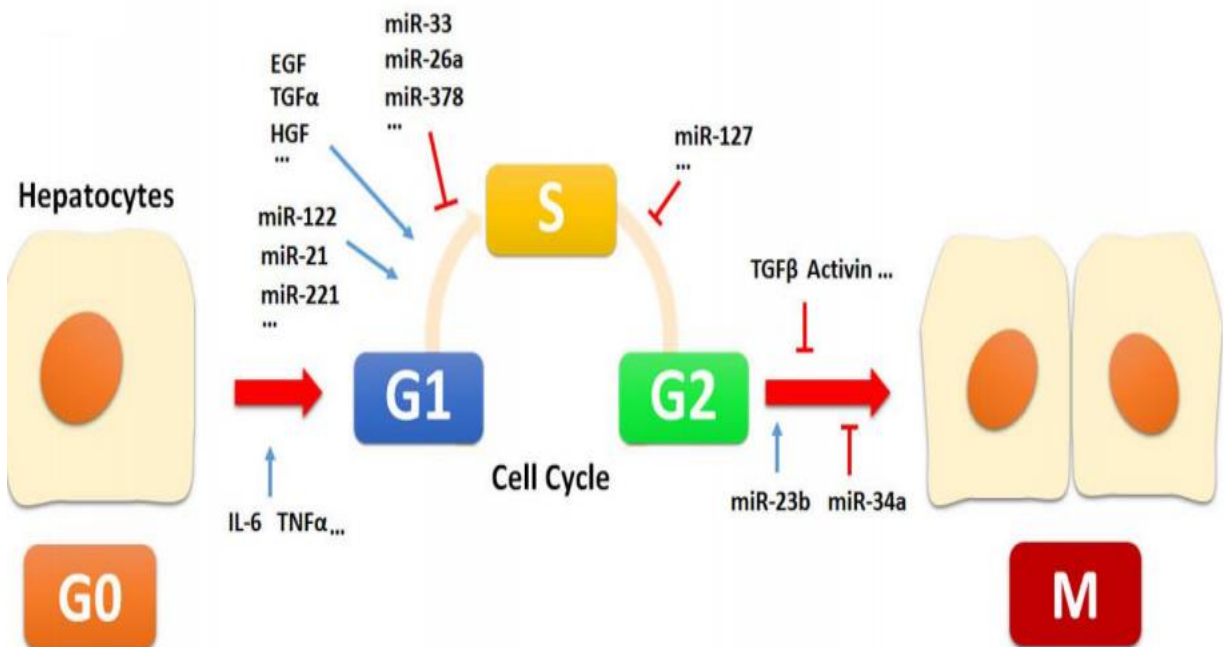 miR-33
miR-26a
miR-378
...
EGF
TGFα
HGF
...
miR-127
...
Hepatocytes
S
miR-122
miR-21
miR-221
...
TGFβ Activin ...
G1
G2
Cell Cycle
miR-23b
miR-34a
IL-6 TNFα...
G0
M